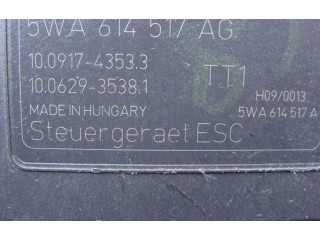 5WA 614 517 AG
10.0917-4353.3
10.0629-3538.1 TT1
H09/0013
MADE IN HUNGARY 5WA 614 517 A
Steuergeraet ESC